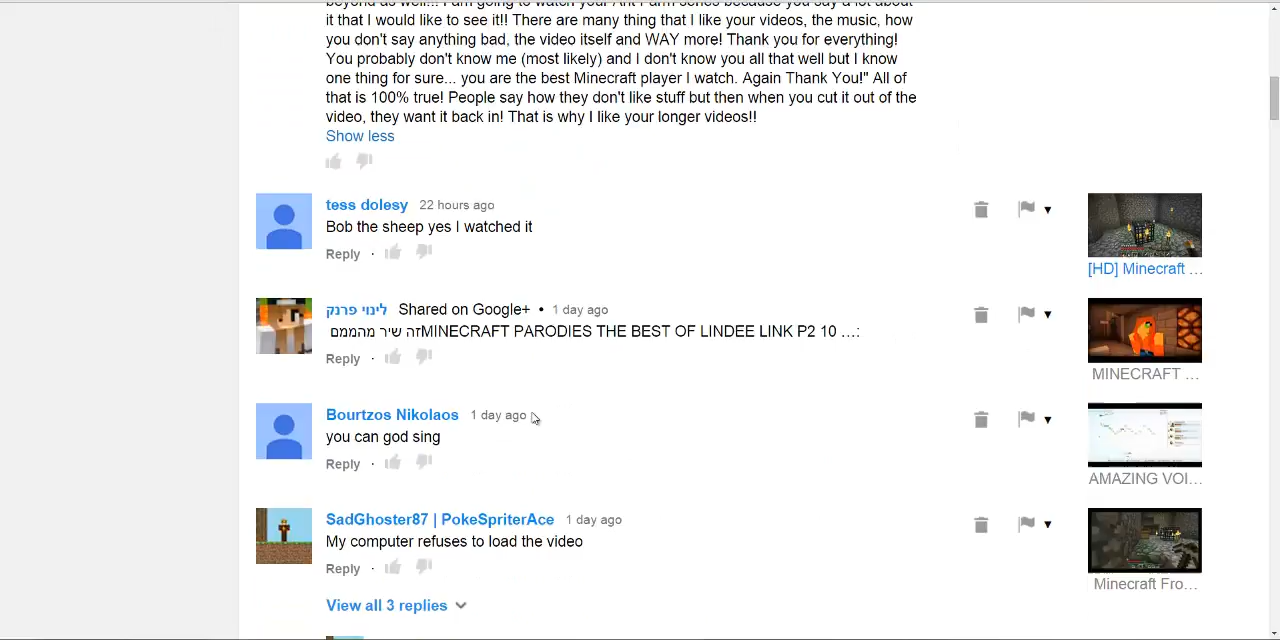 beyond as well... I am going to watch your Ant Farm series because you say a lot about
it that I would like to see it!! There are many thing that I like your videos, the music, how
you don't say anything bad, the video itself and WAY more! Thank you for everything!
You probably don't know me (most likely) and I don't know you all that well but I know
one thing for sure... you are the best Minecraft player I watch. Again Thank You!" All of
that is 100% true! People say how they don't like stuff but then when you cut it out of the
video, they want it back in! That is why I like your longer videos!!
Show less
tess dolesy 22 hours ago
Bob the sheep yes I watched it
Reply ·
[HD] Minecraft ...
לינוי פרנק Shared on Google+ • 1 day ago
זה שיר מהממםMINECRAFT PARODIES THE BEST OF LINDEE LINK P2 10 …:
Reply ·
MINECRAFT ...
Bourtzos Nikolaos 1 day ago
you can god sing
Reply ·
AMAZING VOI...
SadGhoster87 | PokeSpriterAce 1 day ago
My computer refuses to load the video
Reply ·
Minecraft Fro...
View all 3 replies